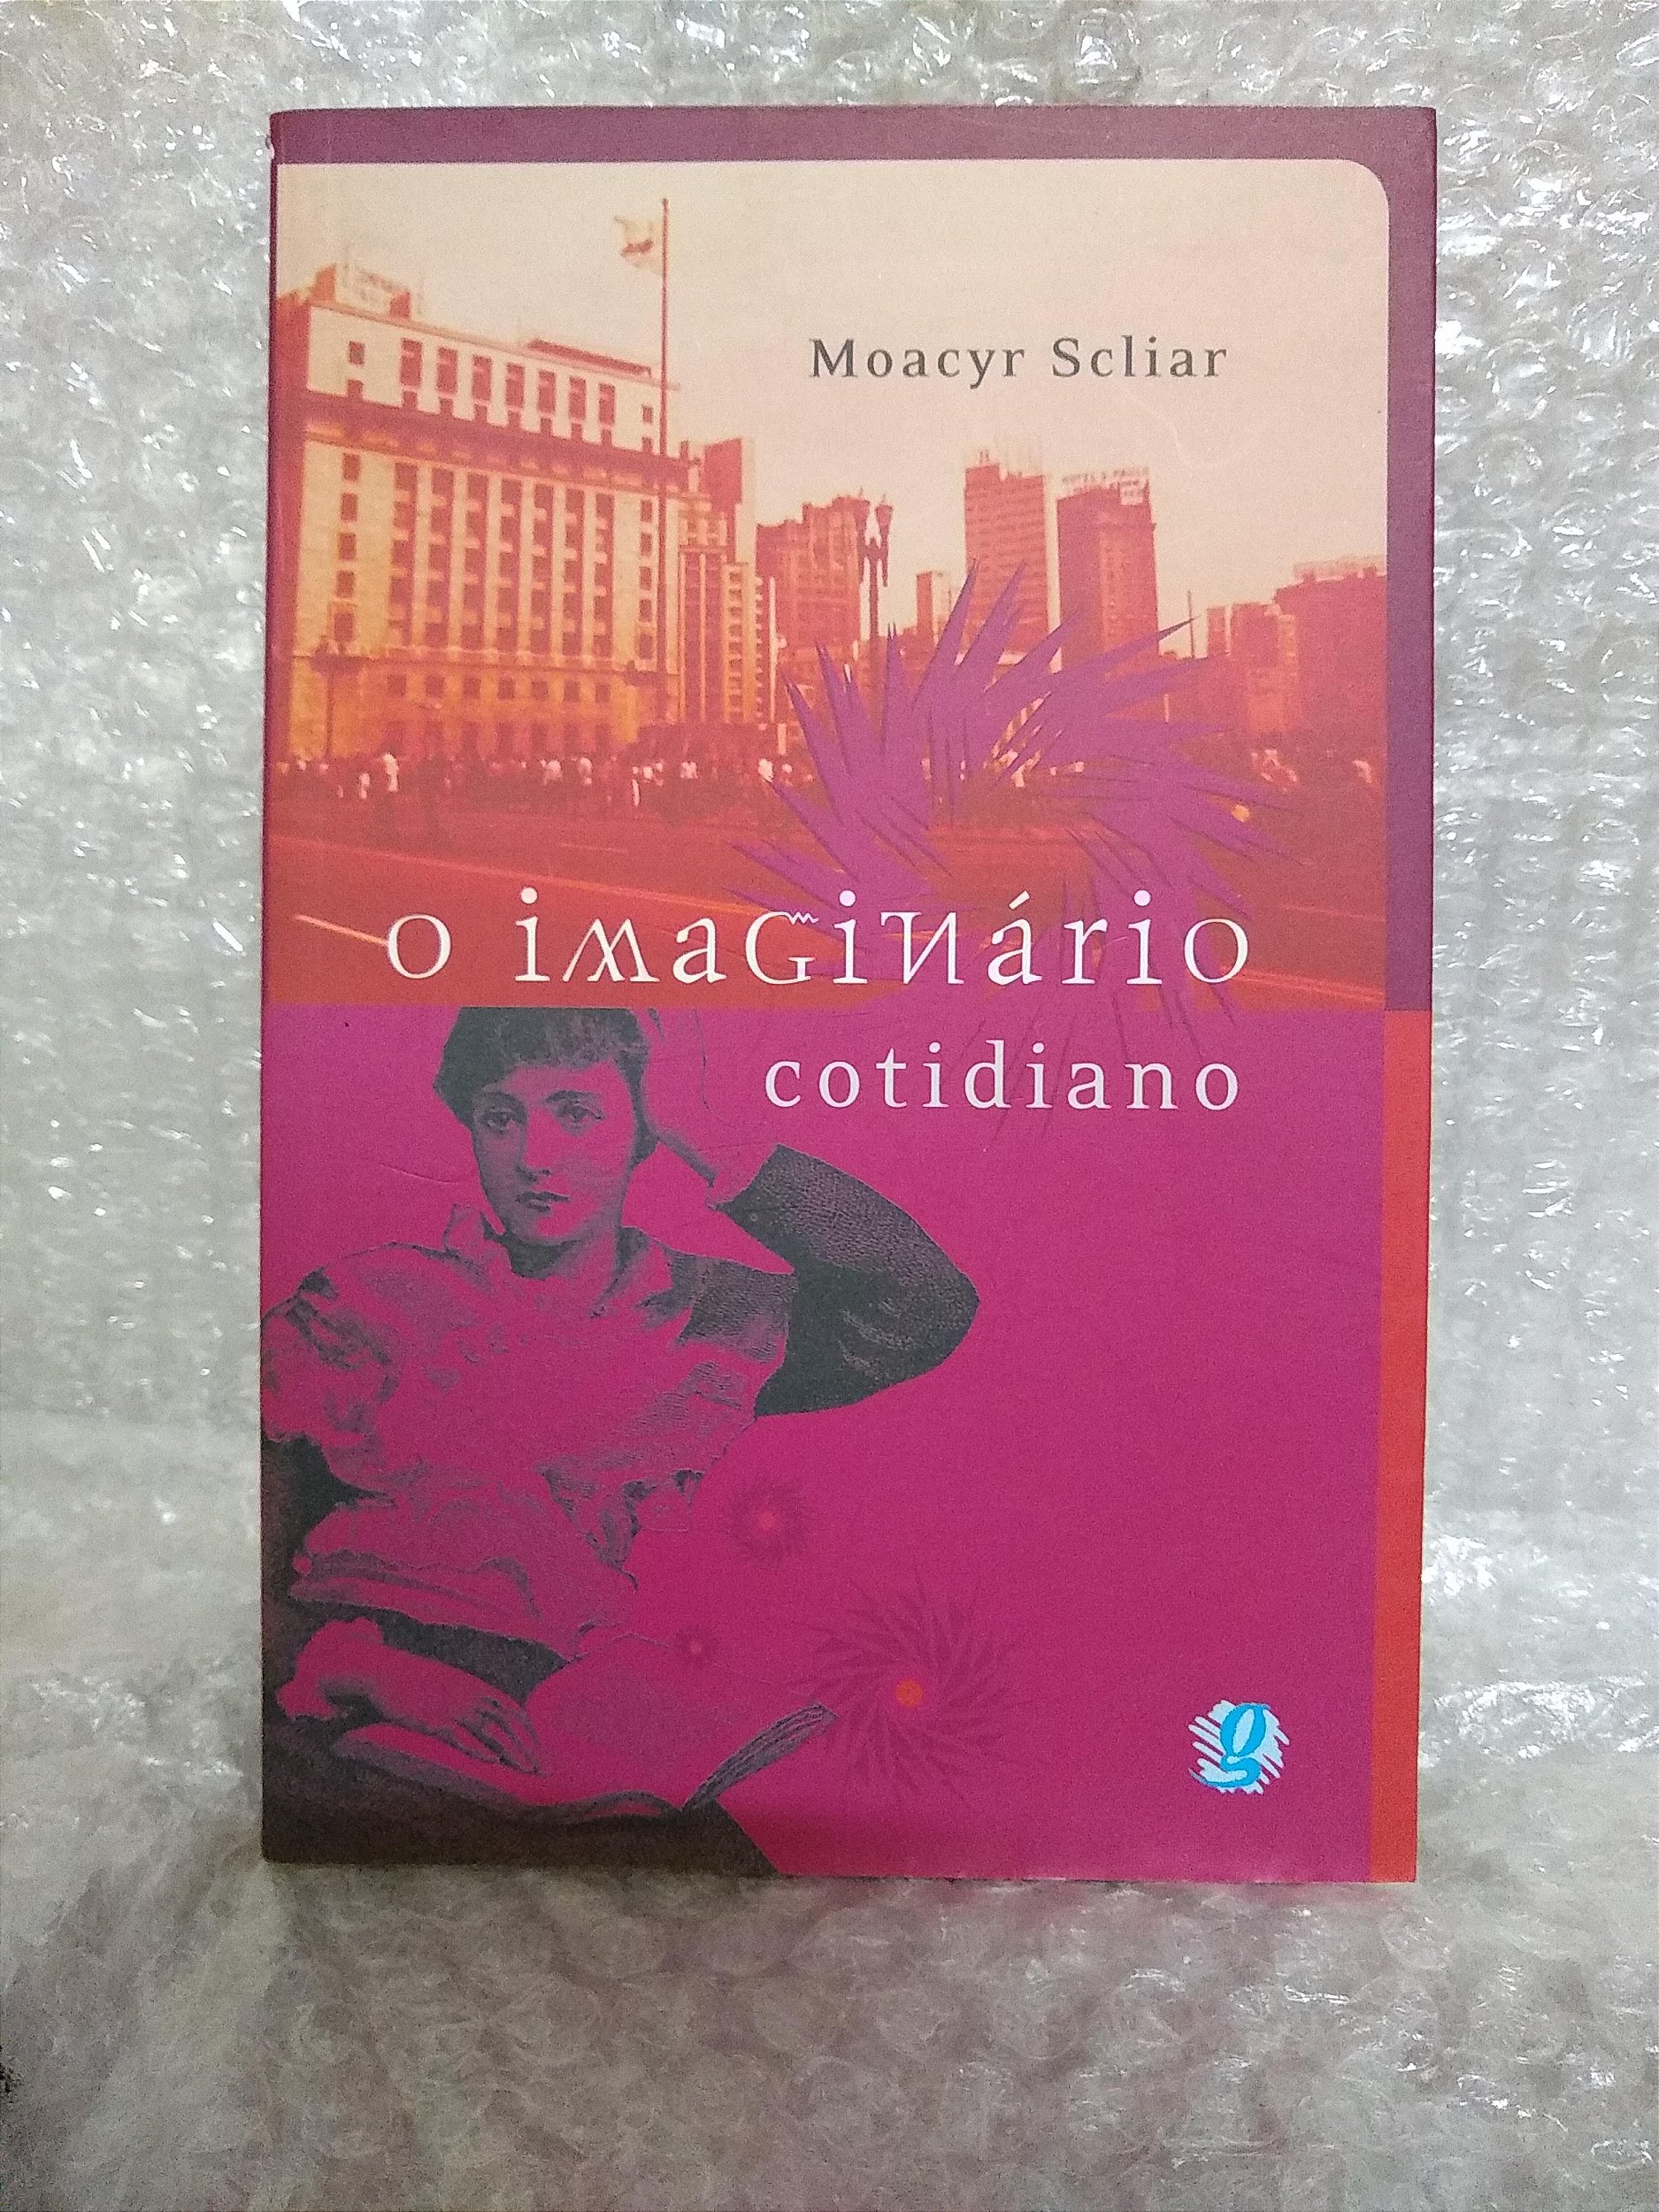 Moacyr Scliar
o imaginário
cotidiano
g